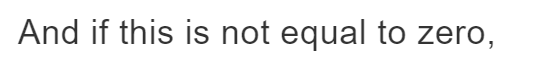 And if this is not equal to zero,